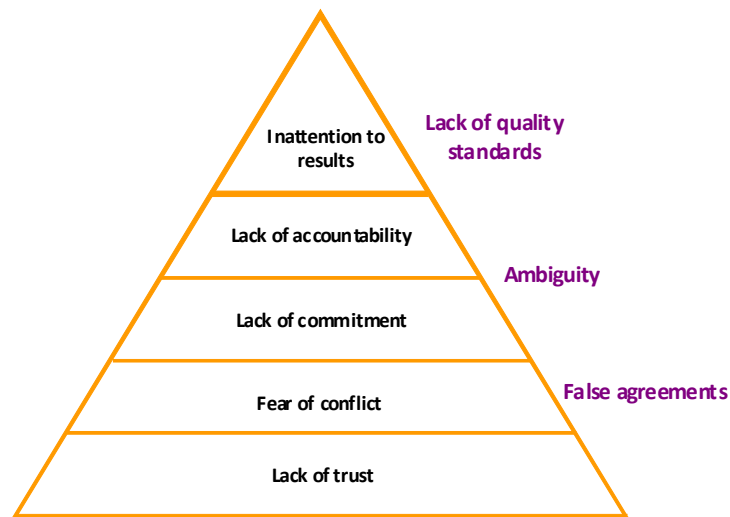 Inattention to
results
Lack of quality
standards
Lack of accountability
Ambiguity
Lack of commitment
Fear of conflict
False agreements
Lack of trust